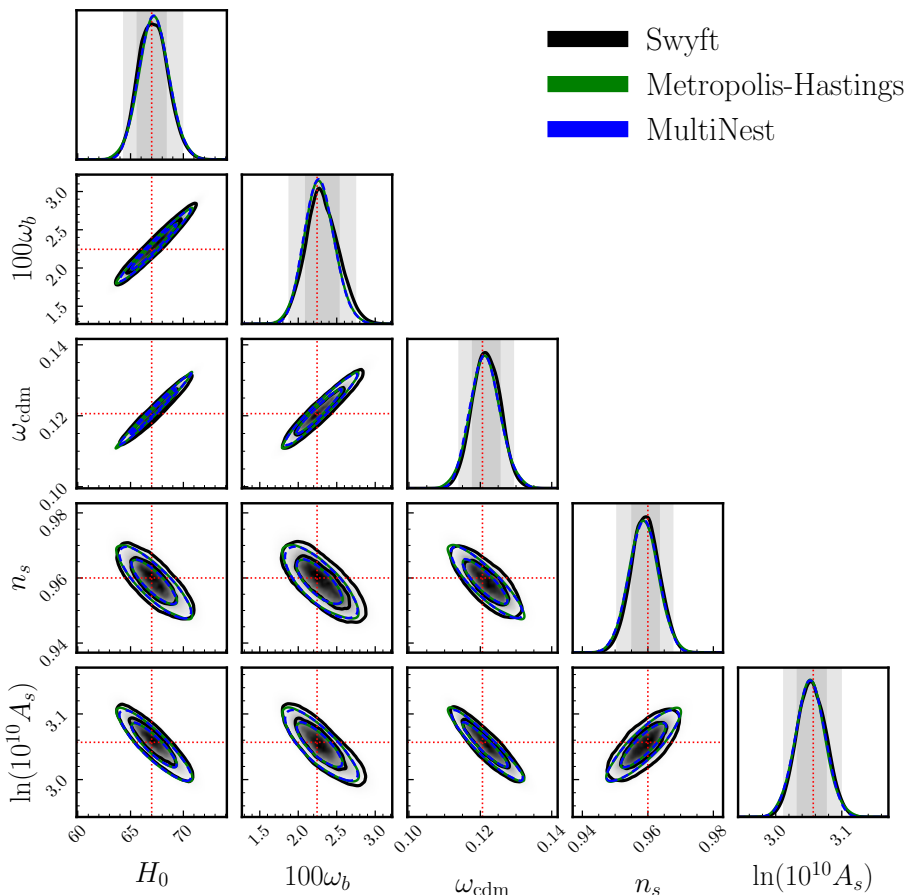 Swyft
Metropolis-Hastings
MultiNest
100ω_b
3.0
2.5
2.0
1.5
ω_cdm
0.14
0.12
0.10
n_s
0.98
0.96
0.94
ln(10^10 A_s)
3.1
3.0
60 65 70
1.5 2.0 2.5 3.0
0.10 0.12 0.14
0.94 0.96 0.98
3.0 3.1
H_0 100ω_b ω_cdm n_s ln(10^10 A_s)